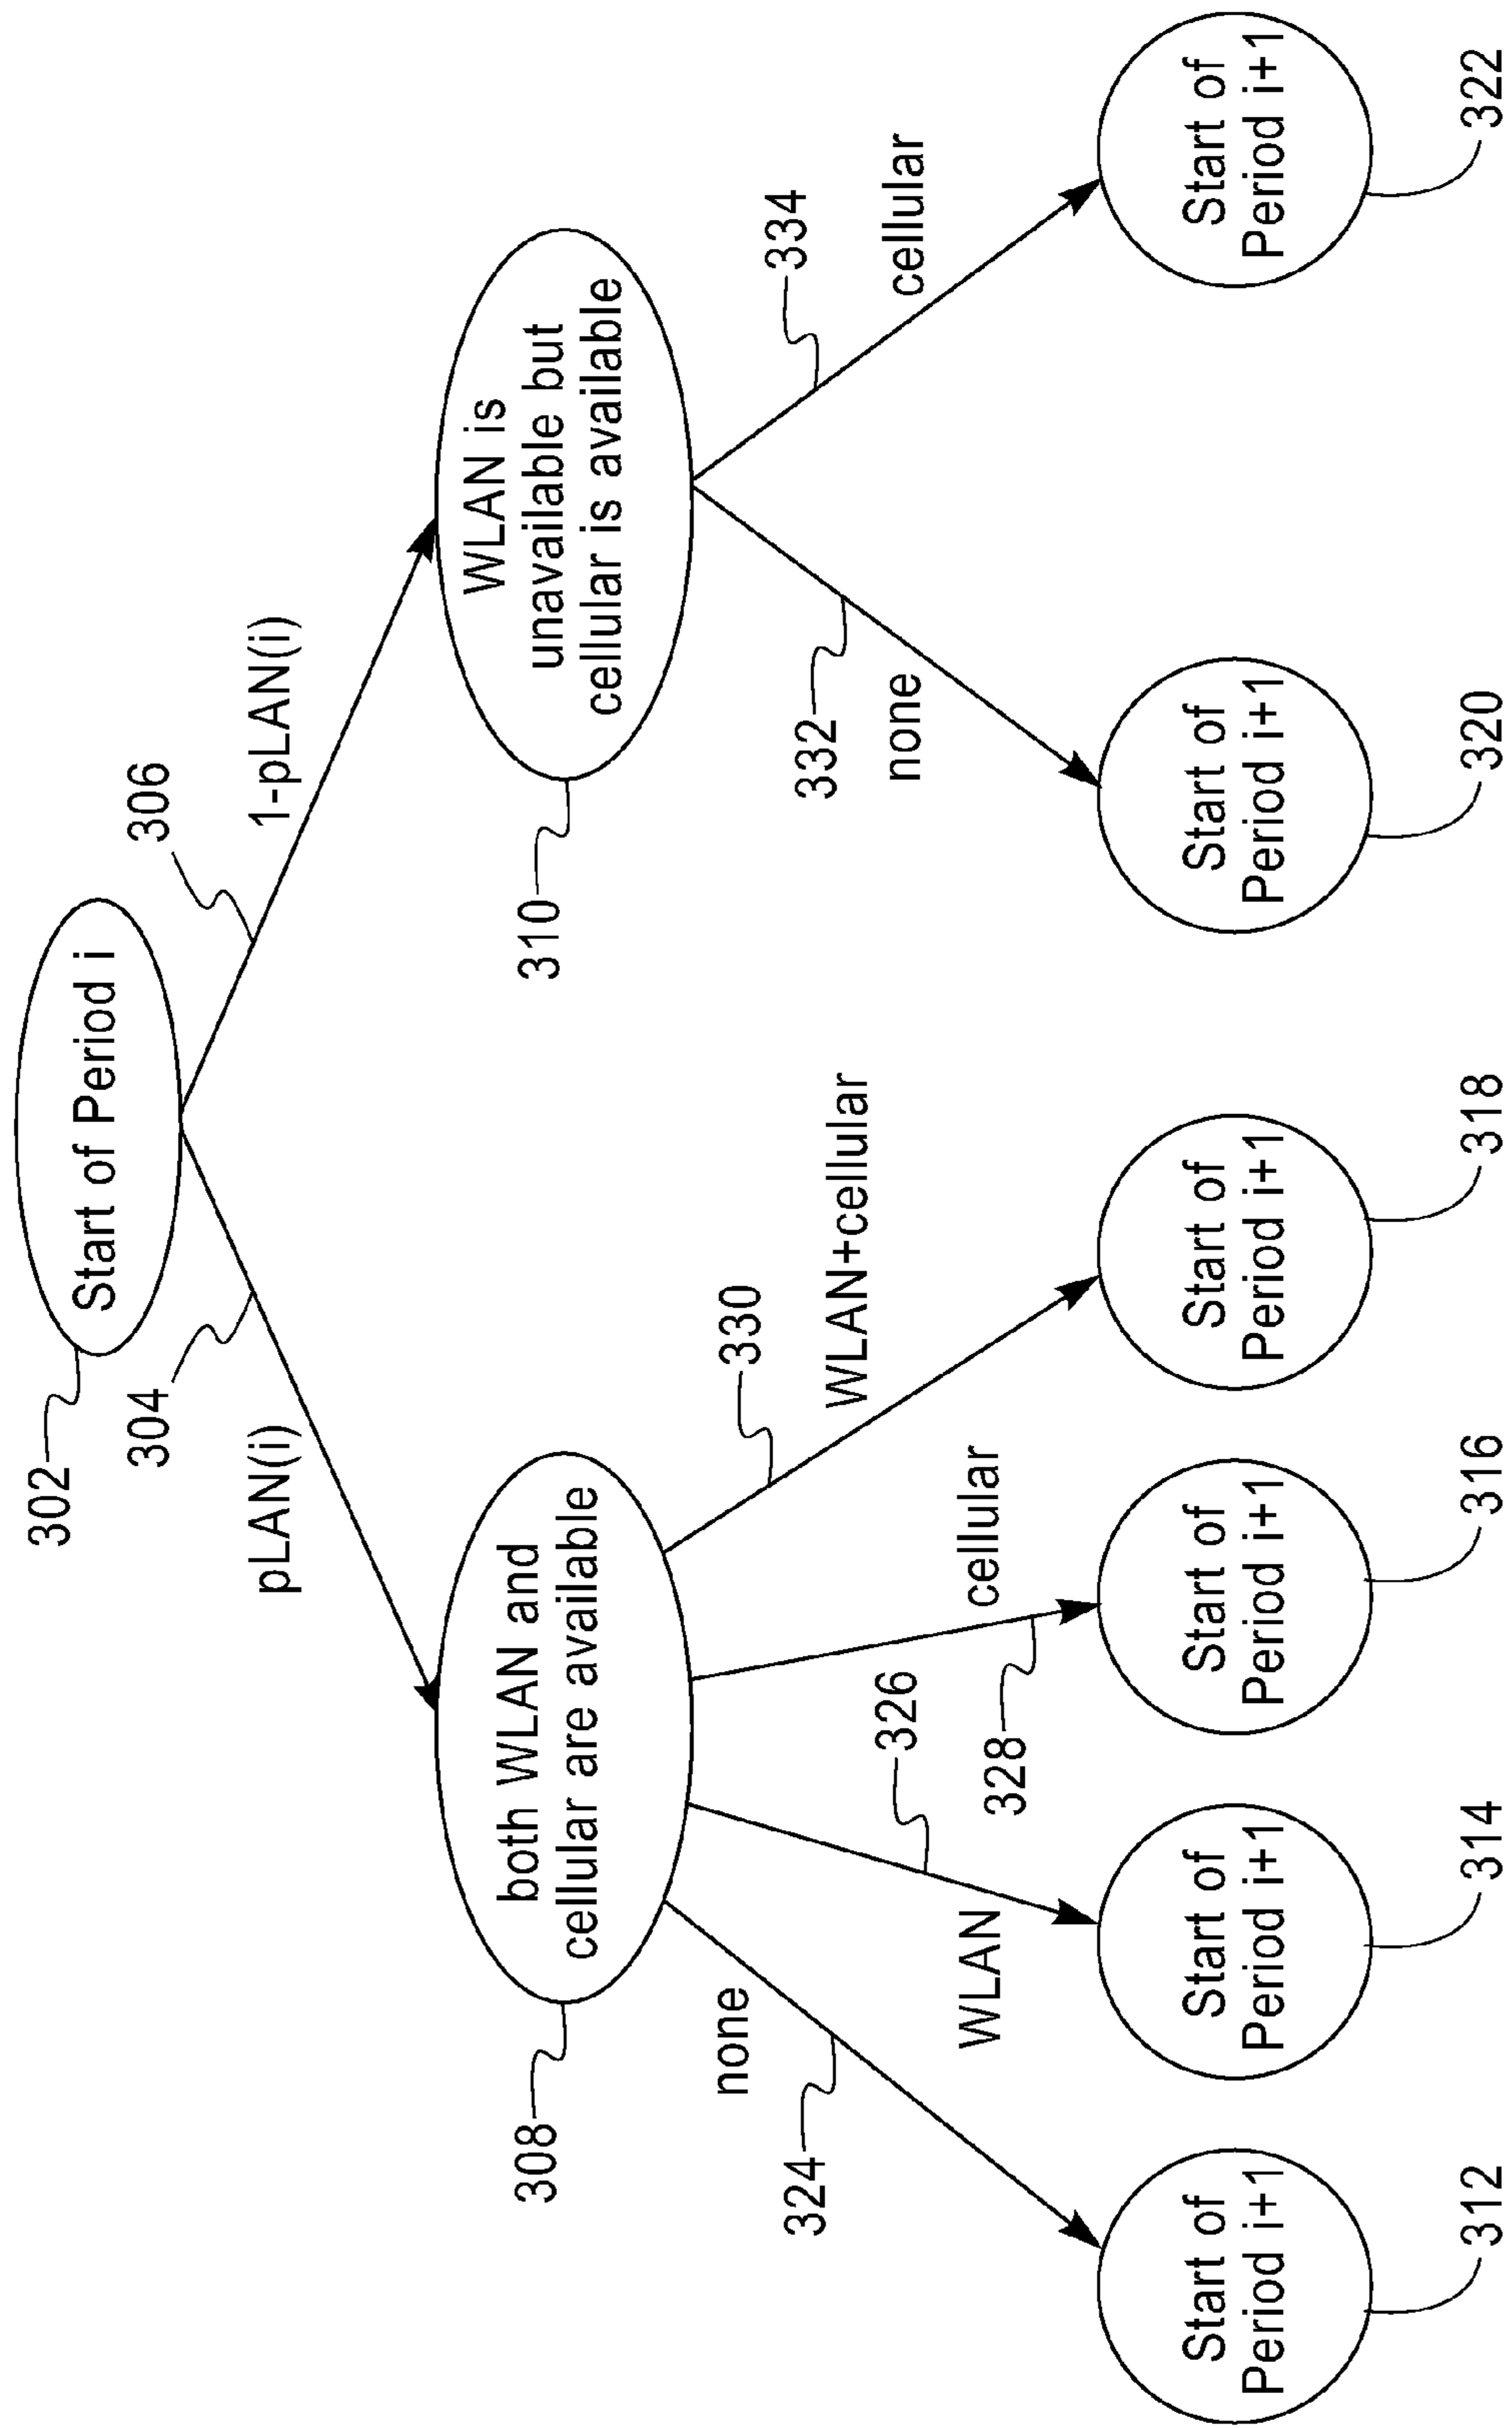 302
Start of Period i
304
306
pLAN(i)
1-pLAN(i)
308
both WLAN and
cellular are available
310
WLAN is
unavailable but
cellular is available
none
324
WLAN
326
328
cellular
330
WLAN+cellular
332
none
334
cellular
Start of
Period i+1
312
Start of
Period i+1
314
Start of
Period i+1
316
Start of
Period i+1
318
Start of
Period i+1
320
Start of
Period i+1
322